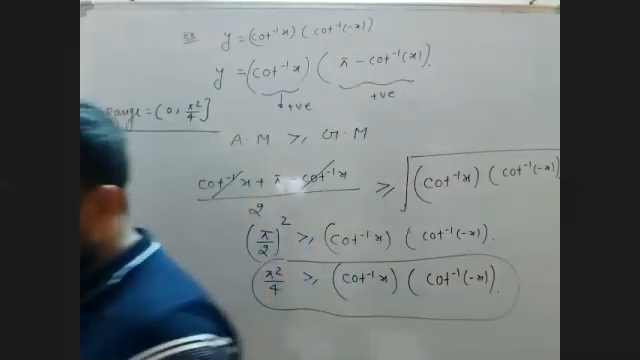 Ex y = (cot⁻¹x) (cot⁻¹(-x)).
y = (cot⁻¹x) ( π - cot⁻¹(x)).
+ve +ve
Range = (0, π²/4]
A.M ≥ G.M
(cot⁻¹x + π - cot⁻¹x)/2 ≥ √((cot⁻¹x) (cot⁻¹(-x))
(π/2)² ≥ (cot⁻¹x) (cot⁻¹(-x)).
π²/4 ≥ (cot⁻¹x) (cot⁻¹(-x)).